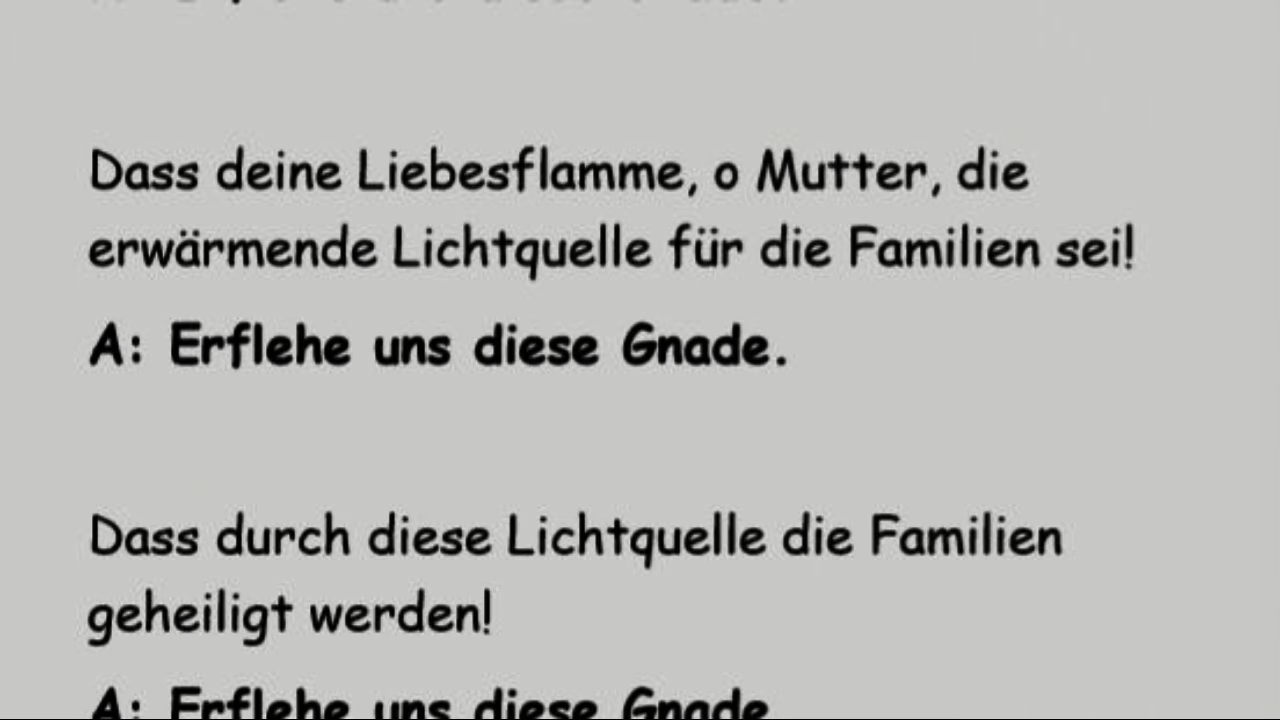 Dass deine Liebesflamme, o Mutter, die
erwärmende Lichtquelle für die Familien sei!
A: Erflehe uns diese Gnade.
Dass durch diese Lichtquelle die Familien
geheiligt werden!
A: Erflehe uns diese Gnade